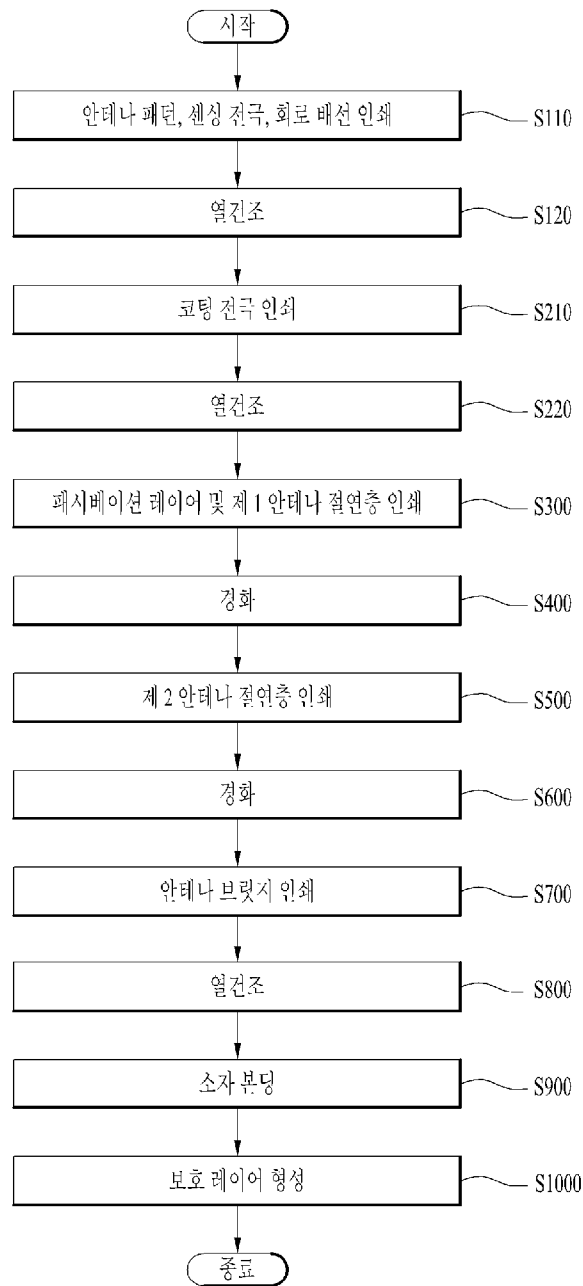 시작
안테나 패턴, 센싱 전극, 회로 배선 인쇄
S110
열건조
S120
코팅 전극 인쇄
S210
열건조
S220
패시베이션 레이어 및 제 1 안테나 절연층 인쇄
S300
경화
S400
제 2 안테나 절연층 인쇄
S500
경화
S600
안테나 브릿지 인쇄
S700
열건조
S800
소자 본딩
S900
보호 레이어 형성
S1000
종료